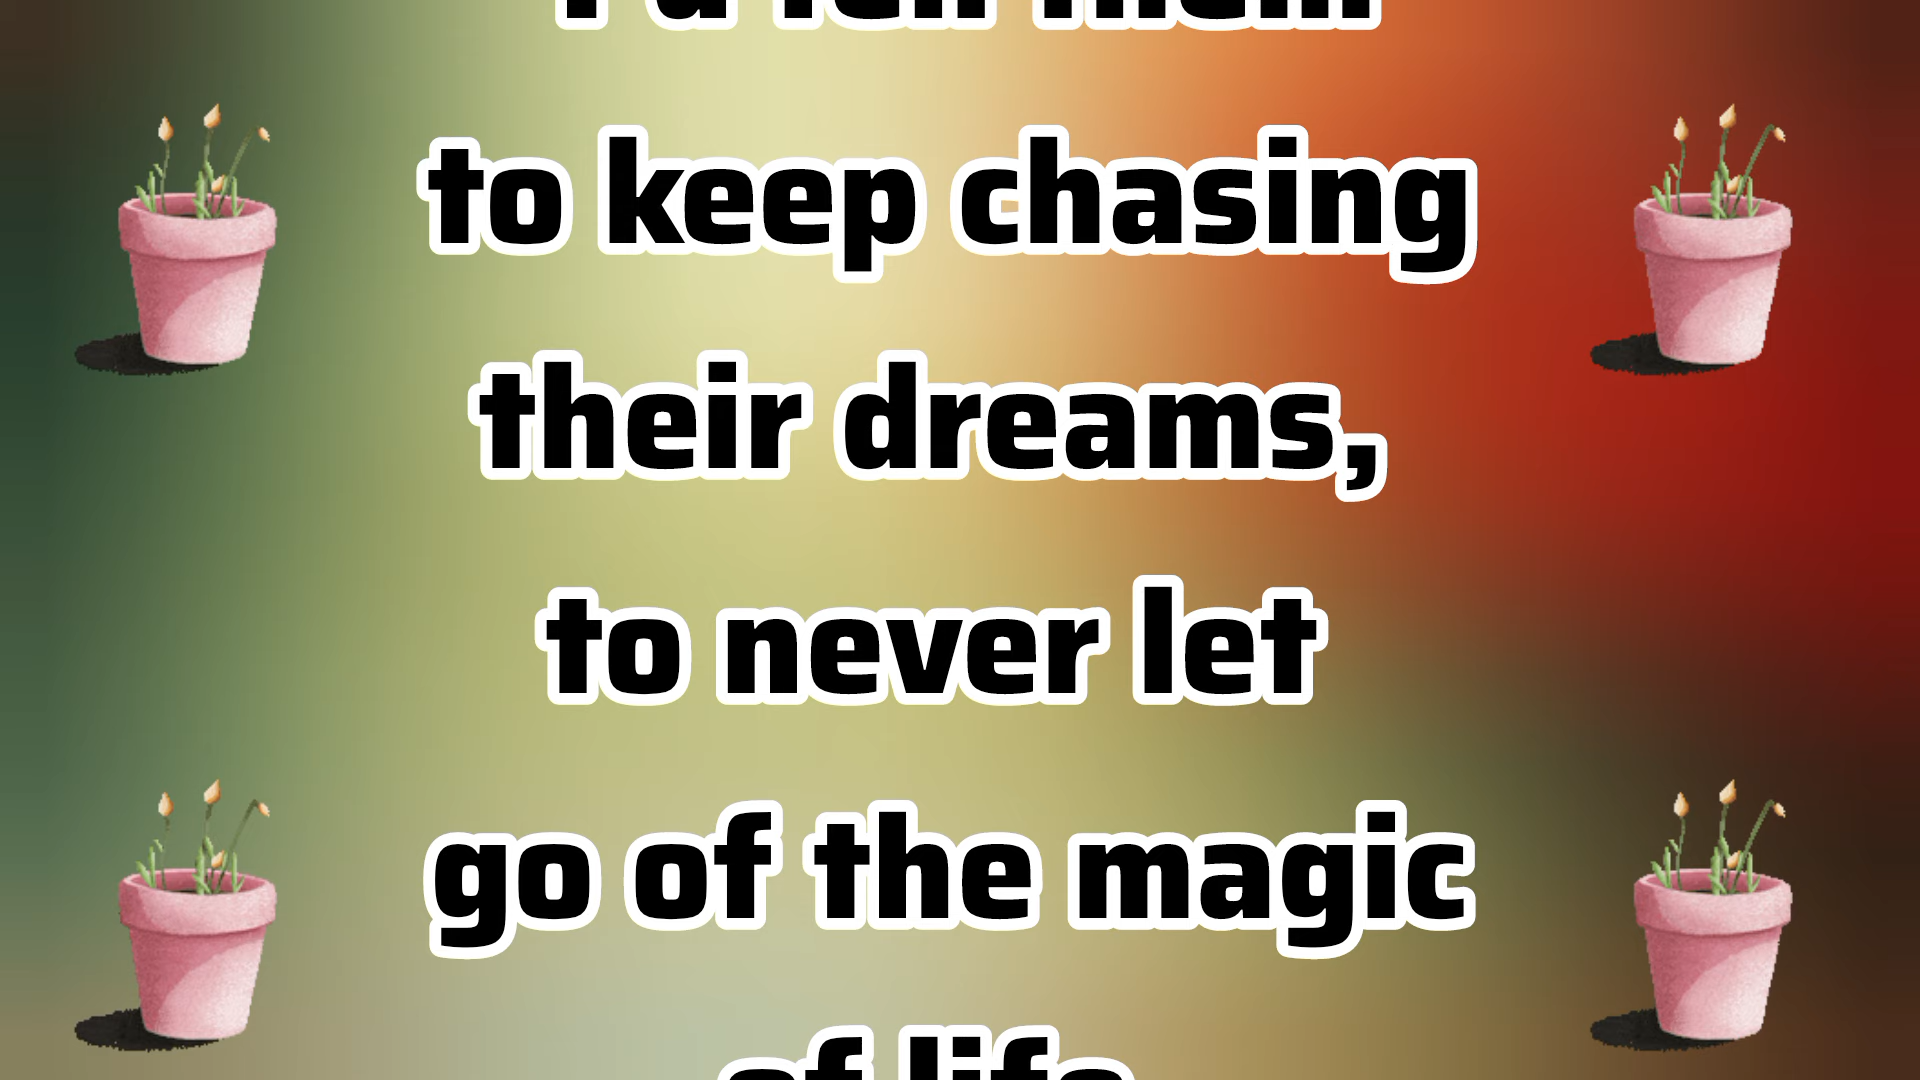 I'd tell them
to keep chasing
their dreams,
to never let
go of the magic
of life